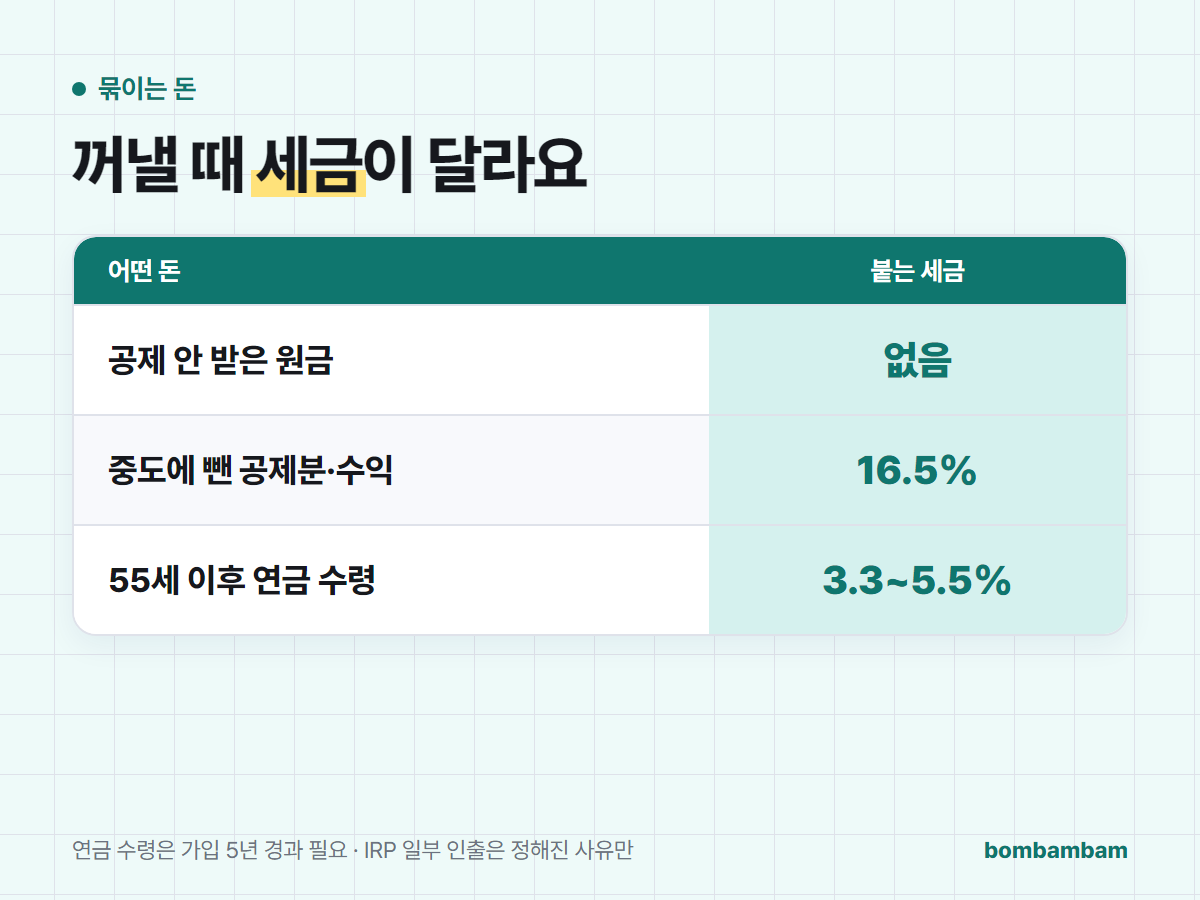 묶이는 돈
꺼낼 때 세금이 달라요
어떤 돈 붙는 세금
공제 안 받은 원금 없음
중도에 뺀 공제분·수익 16.5%
55세 이후 연금 수령 3.3~5.5%
연금 수령은 가입 5년 경과 필요 · IRP 일부 인출은 정해진 사유만
bombambam